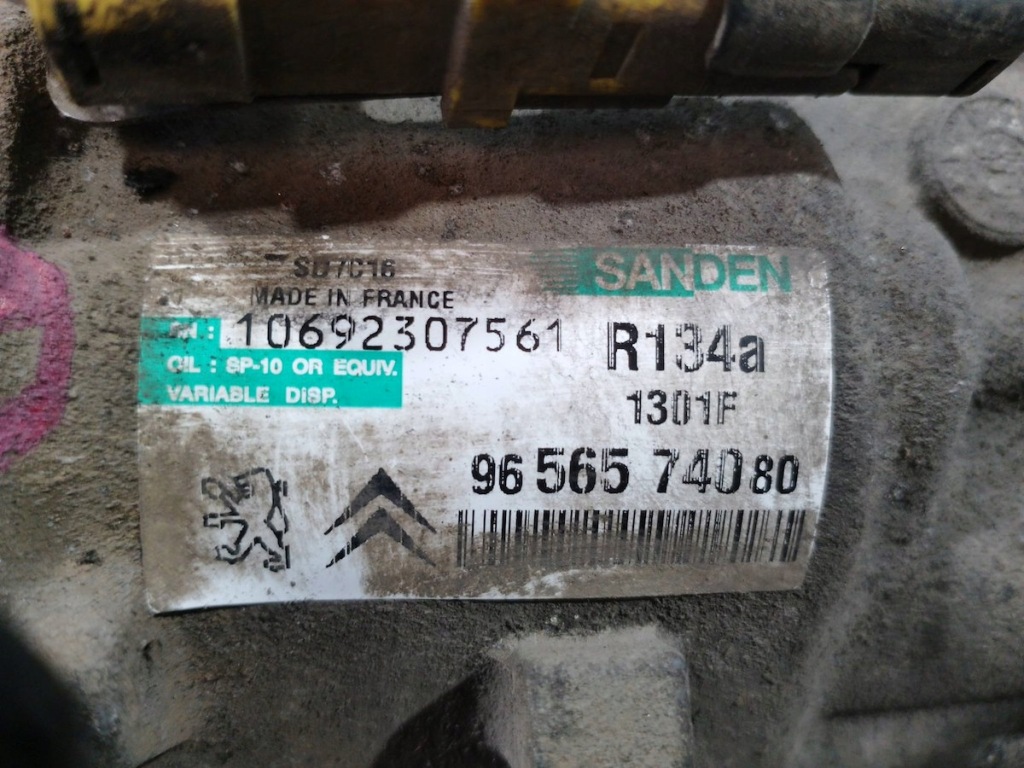 SD7C16
SANDEN
MADE IN FRANCE
10692307561
R134a
OIL : SP-10 OR EQUIV.
VARIABLE DISP.
1301F
96 565 740 80